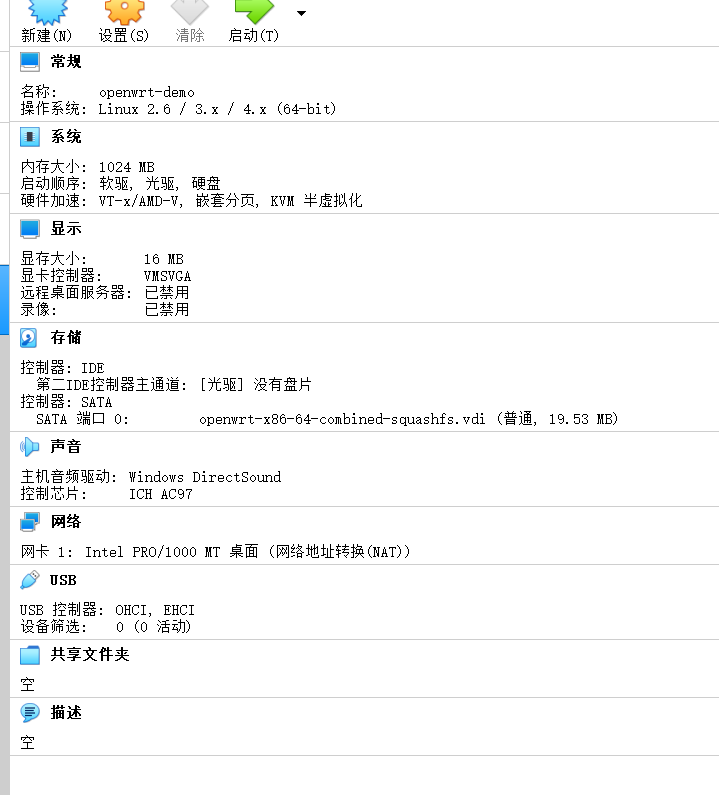 新建(N) 设置(S) 清除 启动(T)
常规
名称: openwrt-demo
操作系统: Linux 2.6 / 3.x / 4.x (64-bit)
系统
内存大小: 1024 MB
启动顺序: 软驱, 光驱, 硬盘
硬件加速: VT-x/AMD-V, 嵌套分页, KVM 半虚拟化
显示
显存大小: 16 MB
显卡控制器: VMSVGA
远程桌面服务器: 已禁用
录像: 已禁用
存储
控制器: IDE
第二IDE控制器主通道: [光驱] 没有盘片
控制器: SATA
SATA 端口 0: openwrt-x86-64-combined-squashfs.vdi (普通, 19.53 MB)
声音
主机音频驱动: Windows DirectSound
控制芯片: ICH AC97
网络
网卡 1: Intel PRO/1000 MT 桌面 (网络地址转换(NAT))
USB
USB 控制器: OHCI, EHCI
设备筛选: 0 (0 活动)
共享文件夹
空
描述
空